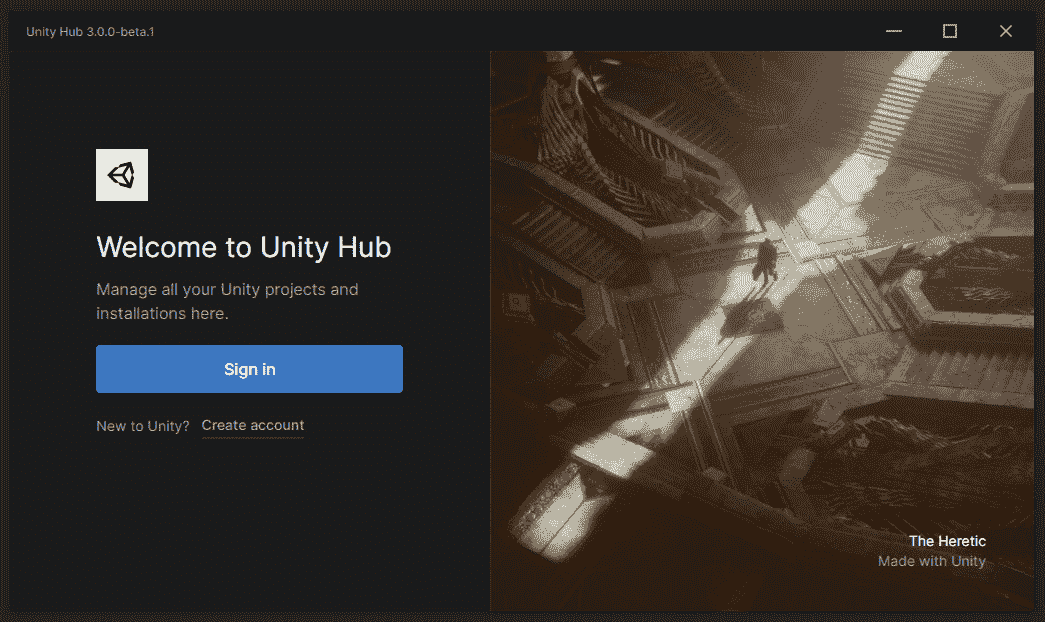 Unity Hub 3.0.0-beta.1
Welcome to Unity Hub
Manage all your Unity projects and
installations here.
Sign in
New to Unity? Create account
The Heretic
Made with Unity